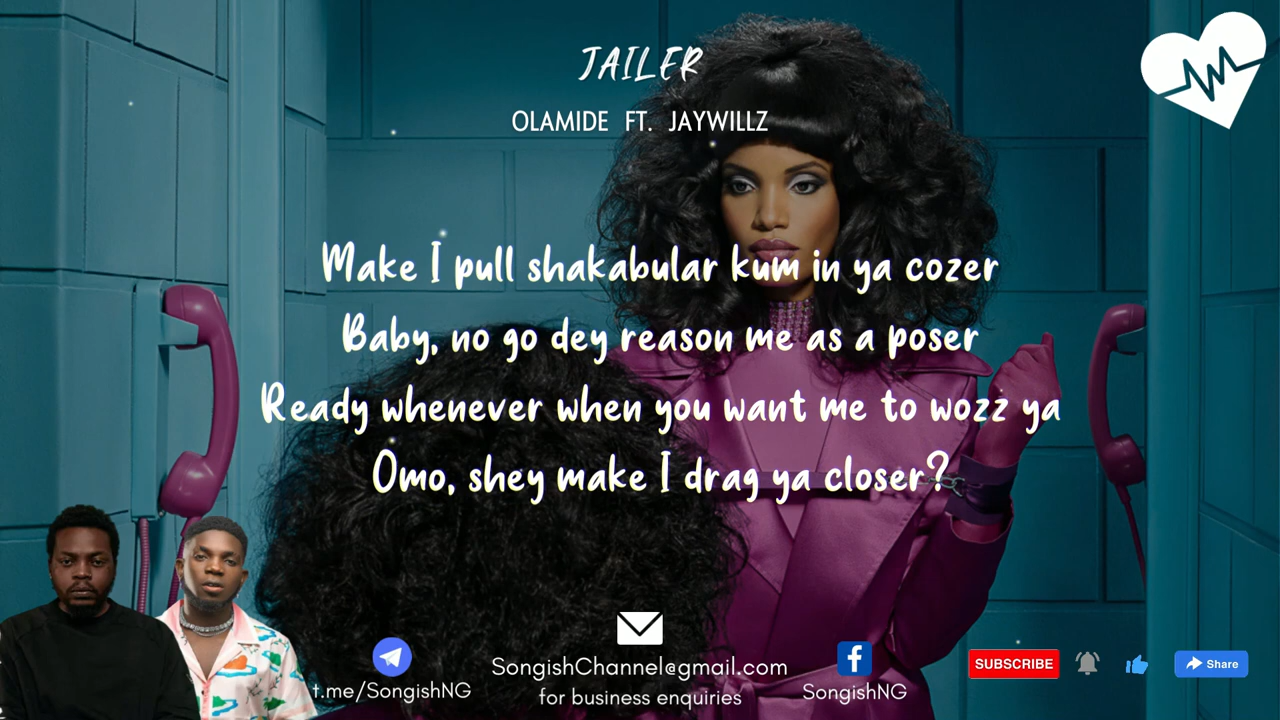 JAILER
OLAMIDE FT. JAYWILLZ
Make I pull shakabular kum in ya cozer
Baby, no go dey reason me as a poser
Ready whenever when you want me to wozz ya
Omo, shey make I drag ya closer?
SongishChannel@gmail.com
for business enquiries
t.me/SongishNG
SongishNG
SUBSCRIBE
Share